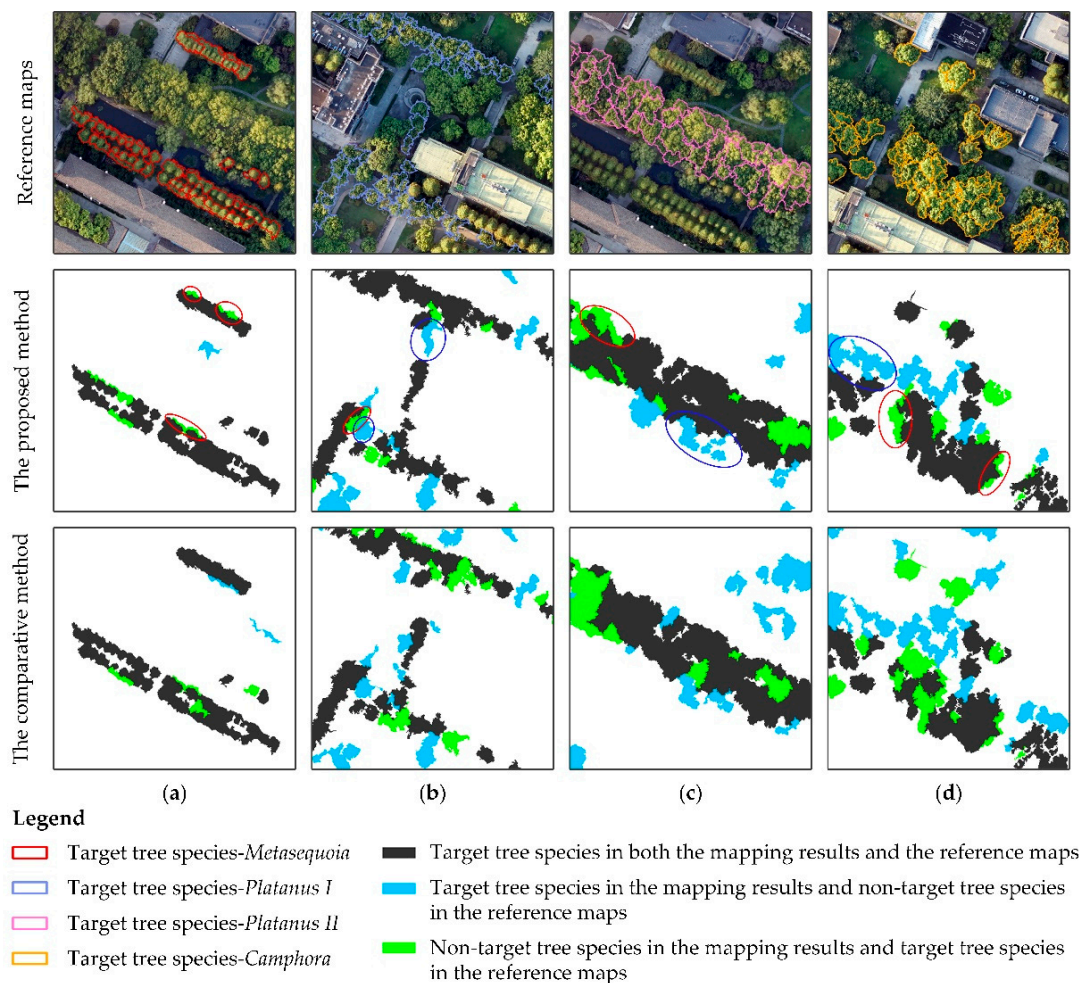 Reference maps
The proposed method
The comparative method
(a) (b) (c) (d)
Legend
Target tree species-Metasequoia
Target tree species-Platanus I
Target tree species-Platanus II
Target tree species-Camphora
Target tree species in both the mapping results and the reference maps
Target tree species in the mapping results and non-target tree species
in the reference maps
Non-target tree species in the mapping results and target tree species
in the reference maps